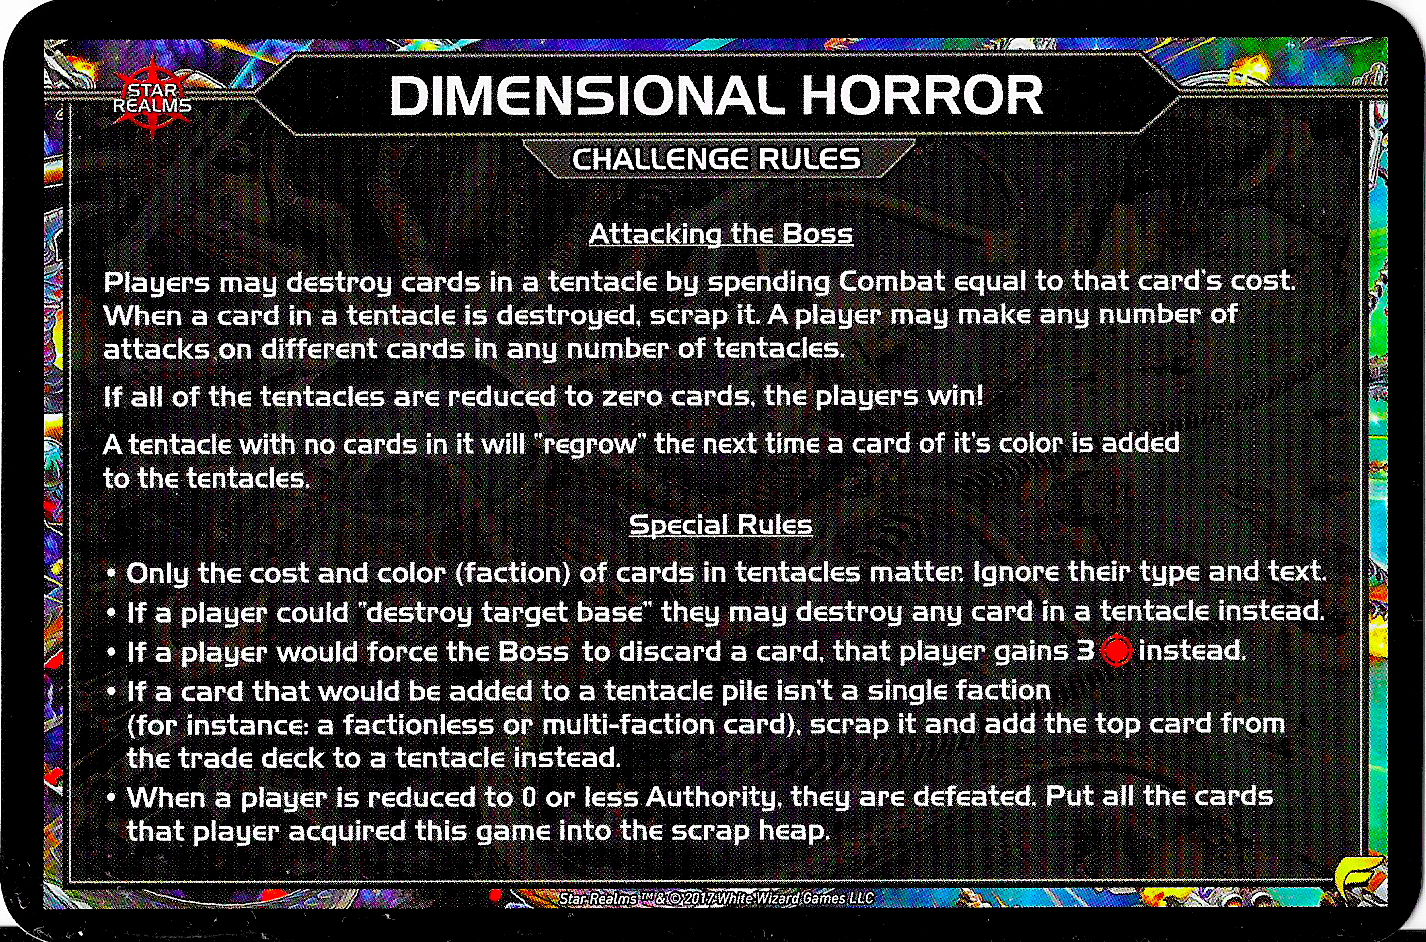 STAR
REALMS
DIMENSIONAL HORROR
CHALLENGE RULES
Attacking the Boss
Players may destroy cards in a tentacle by spending Combat equal to that card's cost.
When a card in a tentacle is destroyed, scrap it. A player may make any number of
attacks on different cards in any number of tentacles.
If all of the tentacles are reduced to zero cards, the players win!
A tentacle with no cards in it will "regrow" the next time a card of it's color is added
to the tentacles.
Special Rules
• Only the cost and color (faction) of cards in tentacles matter. Ignore their type and text.
• If a player could "destroy target base" they may destroy any card in a tentacle instead.
• If a player would force the Boss to discard a card, that player gains 3 instead.
• If a card that would be added to a tentacle pile isn't a single faction
(for instance: a factionless or multi-faction card), scrap it and add the top card from
the trade deck to a tentacle instead.
• When a player is reduced to 0 or less Authority, they are defeated. Put all the cards
that player acquired this game into the scrap heap.
Star Realms ™ & © 2017 White Wizard Games LLC